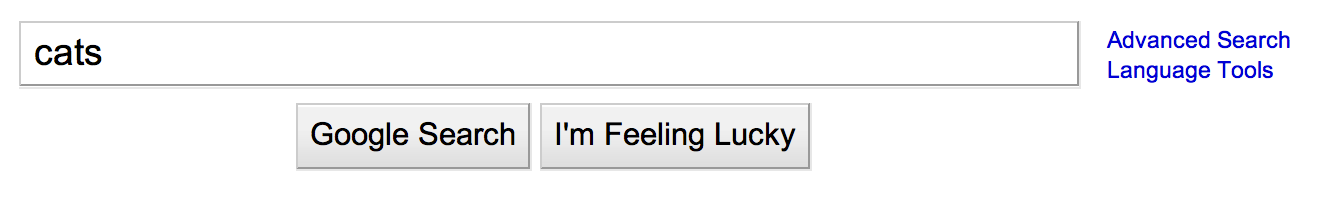 cats
Advanced Search
Language Tools
Google Search
I'm Feeling Lucky